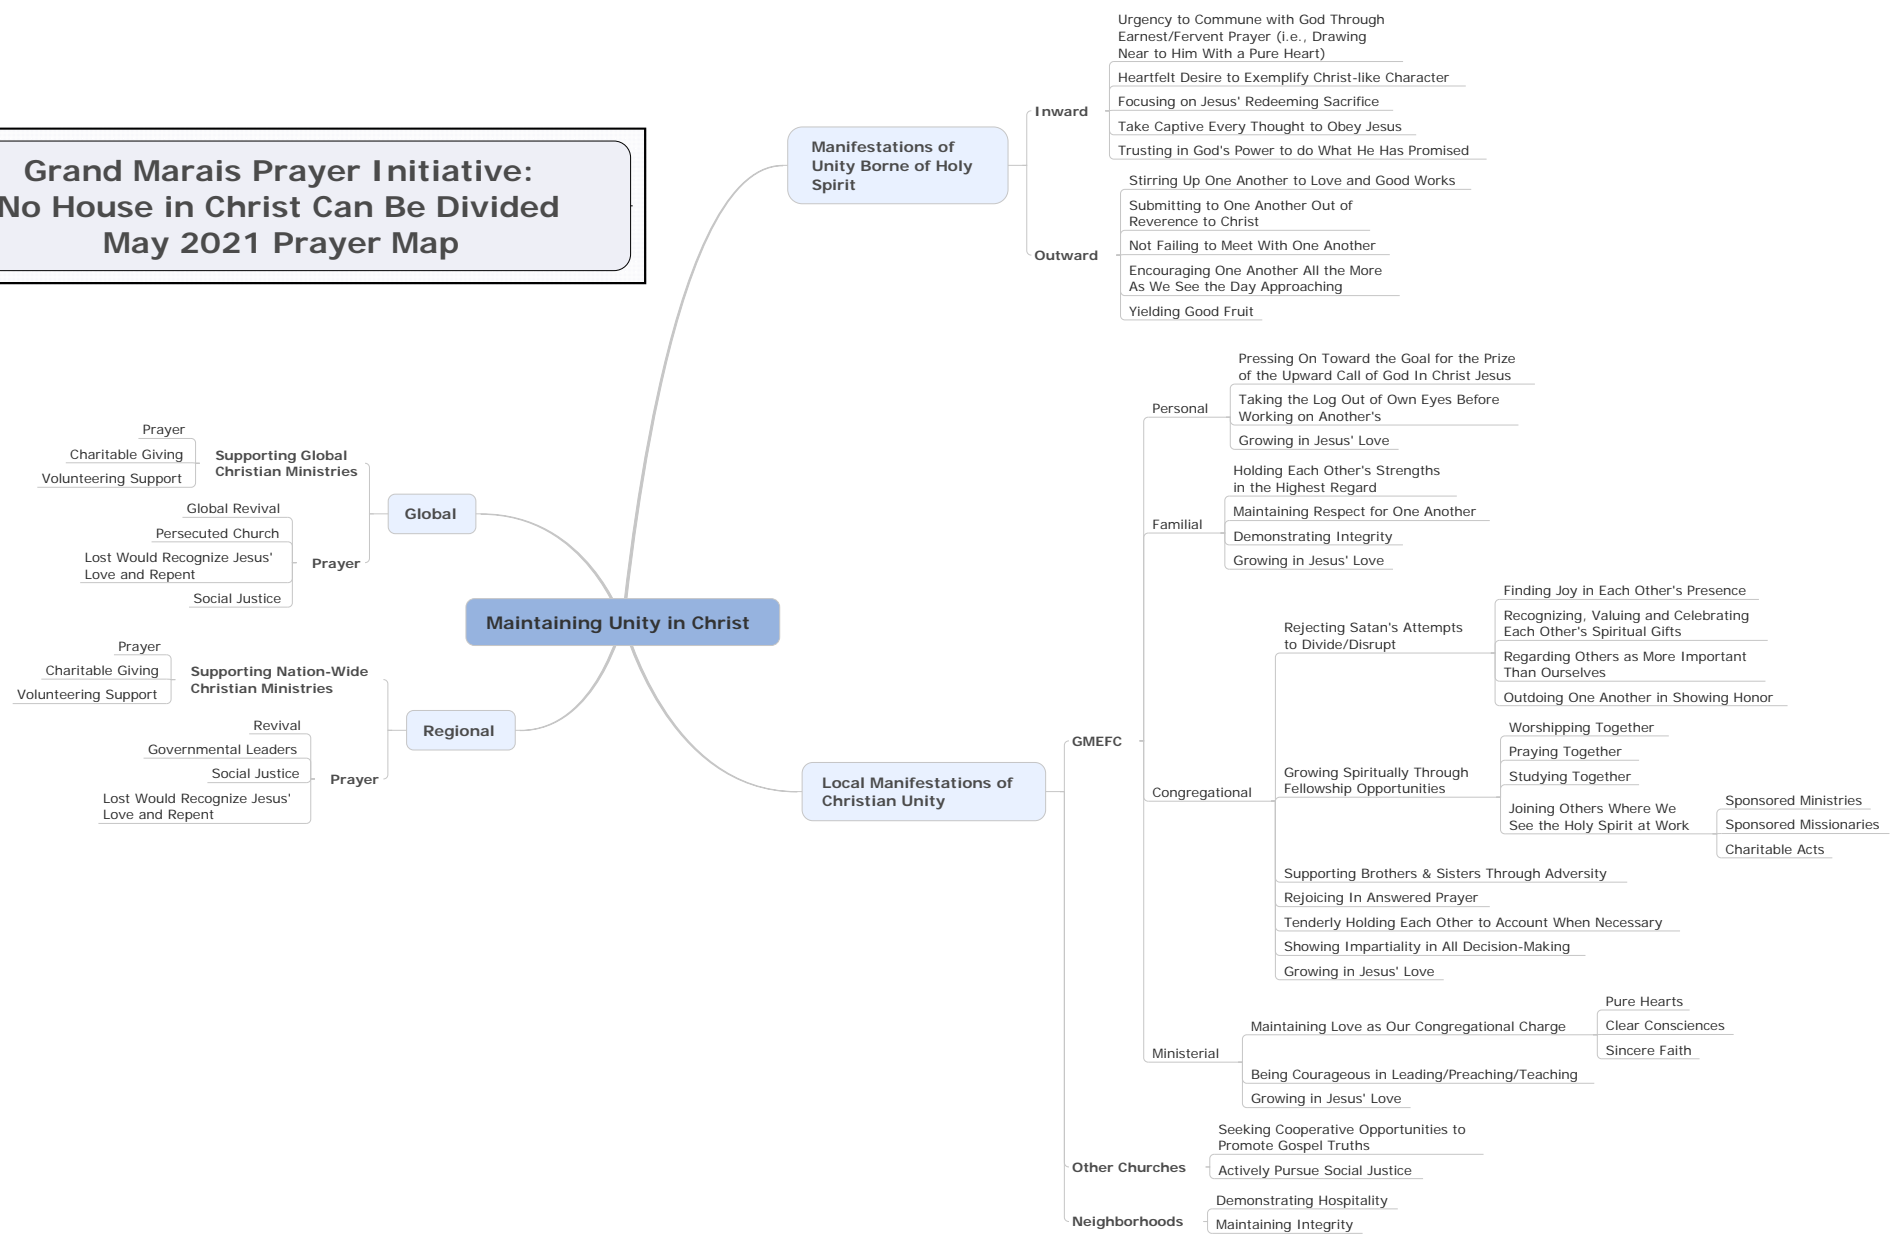 Grand Marais Prayer Initiative:
No House in Christ Can Be Divided
May 2021 Prayer Map
Maintaining Unity in Christ
Manifestations of
Unity Borne of Holy
Spirit
Inward
Urgency to Commune with God Through
Earnest/Fervent Prayer (i.e., Drawing
Near to Him With a Pure Heart)
Heartfelt Desire to Exemplify Christ-like Character
Focusing on Jesus' Redeeming Sacrifice
Take Captive Every Thought to Obey Jesus
Trusting in God's Power to do What He Has Promised
Outward
Stirring Up One Another to Love and Good Works
Submitting to One Another Out of
Reverence to Christ
Not Failing to Meet With One Another
Encouraging One Another All the More
As We See the Day Approaching
Yielding Good Fruit
Local Manifestations of
Christian Unity
GMEFC
Personal
Pressing On Toward the Goal for the Prize
of the Upward Call of God In Christ Jesus
Taking the Log Out of Own Eyes Before
Working on Another's
Growing in Jesus' Love
Familial
Holding Each Other's Strengths
in the Highest Regard
Maintaining Respect for One Another
Demonstrating Integrity
Growing in Jesus' Love
Congregational
Rejecting Satan's Attempts
to Divide/Disrupt
Finding Joy in Each Other's Presence
Recognizing, Valuing and Celebrating
Each Other's Spiritual Gifts
Regarding Others as More Important
Than Ourselves
Outdoing One Another in Showing Honor
Growing Spiritually Through
Fellowship Opportunities
Worshipping Together
Praying Together
Studying Together
Joining Others Where We
See the Holy Spirit at Work
Sponsored Ministries
Sponsored Missionaries
Charitable Acts
Supporting Brothers & Sisters Through Adversity
Rejoicing In Answered Prayer
Tenderly Holding Each Other to Account When Necessary
Showing Impartiality in All Decision-Making
Growing in Jesus' Love
Ministerial
Maintaining Love as Our Congregational Charge
Pure Hearts
Clear Consciences
Sincere Faith
Being Courageous in Leading/Preaching/Teaching
Growing in Jesus' Love
Other Churches
Seeking Cooperative Opportunities to
Promote Gospel Truths
Actively Pursue Social Justice
Neighborhoods
Demonstrating Hospitality
Maintaining Integrity
Global
Supporting Global
Christian Ministries
Prayer
Charitable Giving
Volunteering Support
Prayer
Global Revival
Persecuted Church
Lost Would Recognize Jesus'
Love and Repent
Social Justice
Regional
Supporting Nation-Wide
Christian Ministries
Prayer
Charitable Giving
Volunteering Support
Prayer
Revival
Governmental Leaders
Social Justice
Lost Would Recognize Jesus'
Love and Repent